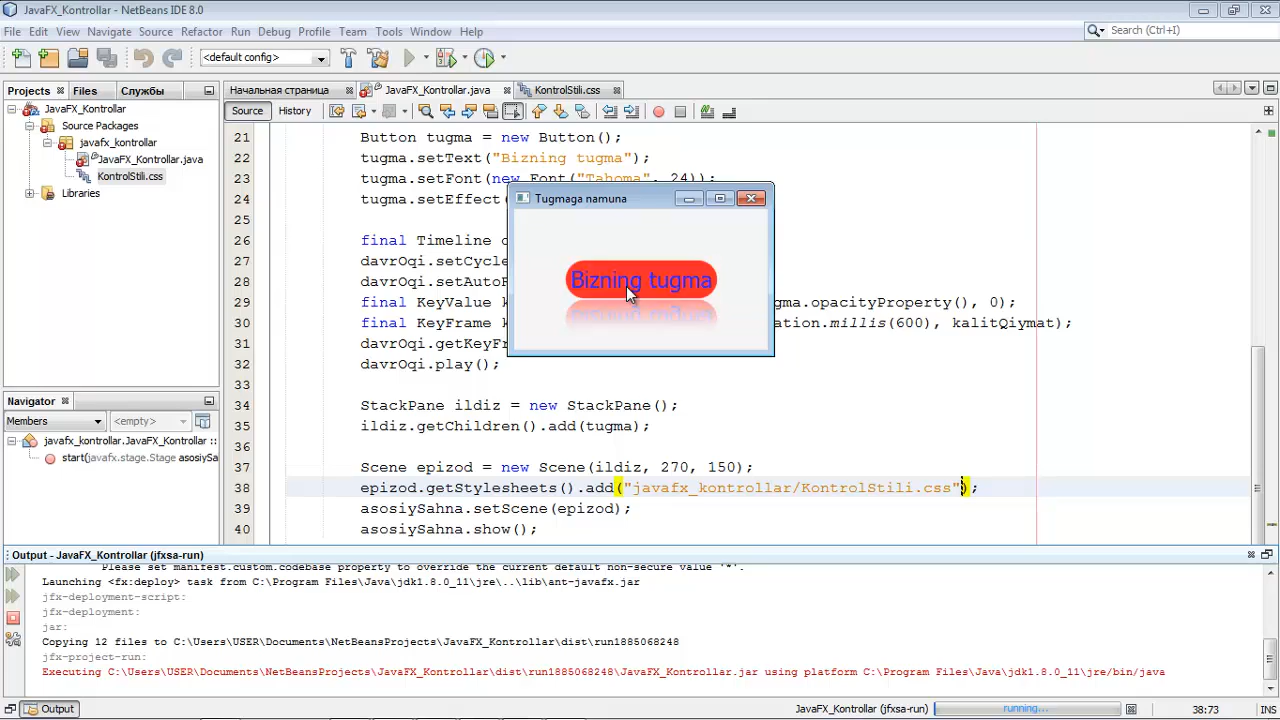 JavaFX_Kontrollar - NetBeans IDE 8.0
File Edit View Navigate Source Refactor Run Debug Profile Team Tools Window Help
Search (Ctrl+I)
<default config>
Projects Files Службы
Начальная страница JavaFX_Kontrollar.java KontrolStili.css
JavaFX_Kontrollar
Source Packages
javafx_kontrollar
JavaFX_Kontrollar.java
KontrolStili.css
Libraries
Source History
21 Button tugma = new Button();
22 tugma.setText("Bizning tugma");
23 tugma.setFont(new Font("Tahoma", 24));
24 tugma.setEffect(
25
26 final Timeline
27 davrOqi.setCycle
28 davrOqi.setAutoR
29 final KeyValue gma.opacityProperty(), 0);
30 final KeyFrame ation.millis(600), kalitQiymat);
31 davrOqi.getKeyFr
32 davrOqi.play();
33
34 StackPane ildiz = new StackPane();
35 ildiz.getChildren().add(tugma);
36
37 Scene epizod = new Scene(ildiz, 270, 150);
38 epizod.getStylesheets().add("javafx_kontrollar/KontrolStili.css");
39 asosiySahna.setScene(epizod);
40 asosiySahna.show();
Tugmaga namuna
Bizning tugma
Navigator
Members <empty>
javafx_kontrollar.JavaFX_Kontrollar ::
start(javafx.stage.Stage asosiySa
Output - JavaFX_Kontrollar (jfxsa-run)
Please set manifest.custom.codebase property to override the current default non-secure value '*'.
Launching <fx:deploy> task from C:\Program Files\Java\jdk1.8.0_11\jre\..\lib\ant-javafx.jar
jfx-deployment-script:
jfx-deployment:
jar:
Copying 12 files to C:\Users\USER\Documents\NetBeansProjects\JavaFX_Kontrollar\dist\run1885068248
jfx-project-run:
Executing C:\Users\USER\Documents\NetBeansProjects\JavaFX_Kontrollar\dist\run1885068248\JavaFX_Kontrollar.jar using platform C:\Program Files\Java\jdk1.8.0_11\jre/bin/java
Output JavaFX_Kontrollar (jfxsa-run) running... 38:73 INS